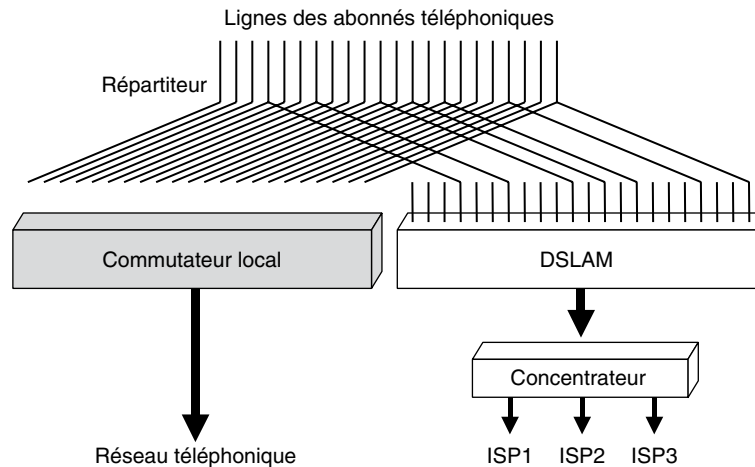 Lignes des abonnés téléphoniques
Répartiteur
Commutateur local
DSLAM
Concentrateur
Réseau téléphonique
ISP1
ISP2
ISP3